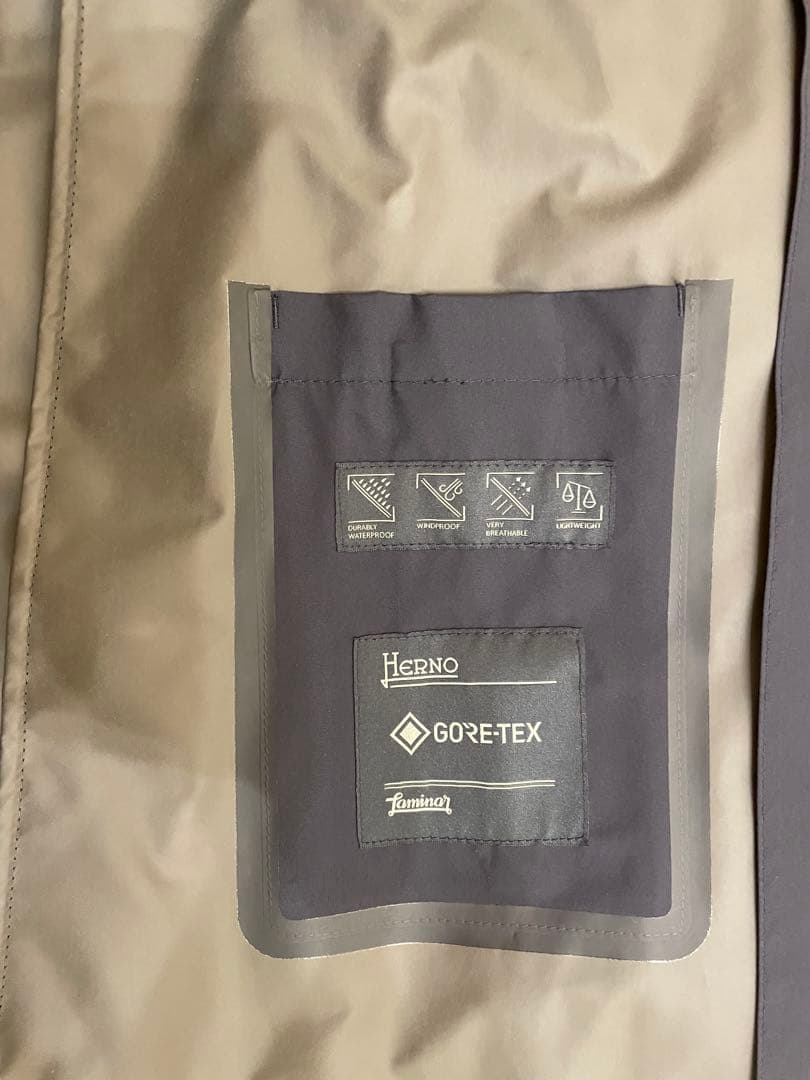 DURABLY
WATERPROOF
WINDPROOF
VERY
BREATHABLE
LIGHTWEIGHT
HERNO
GORE-TEX
Laminar